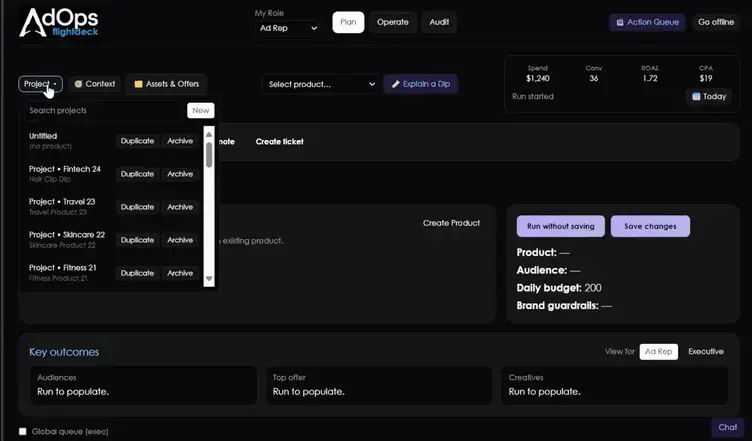 AdOps
flightdeck
My Role
Ad Rep
Plan
Operate
Audit
Action Queue
Go offline
Project
Context
Assets & Offers
Select product...
Explain a Dip
Spend
$1,240
Conv
36
ROAS
1.72
CPA
$19
Run started
Today
Search projects
New
Untitled
(no product)
Duplicate
Archive
Project • Fintech 24
Hair Clip Dip
Duplicate
Archive
Project • Travel 23
Travel Product 23
Duplicate
Archive
Project • Skincare 22
Skincare Product 22
Duplicate
Archive
Project • Fitness 21
Fitness Product 21
Duplicate
Archive
note
Create ticket
Create Product
existing product.
Run without saving
Save changes
Product: —
Audience: —
Daily budget: 200
Brand guardrails: —
Key outcomes
View for
Ad Rep
Executive
Audiences
Run to populate.
Top offer
Run to populate.
Creatives
Run to populate.
Global queue (exec)
Chat